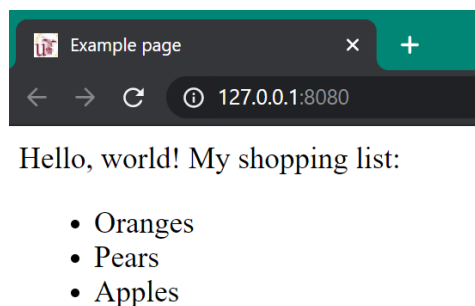 Example page
127.0.0.1:8080
Hello, world! My shopping list:
Oranges
Pears
Apples